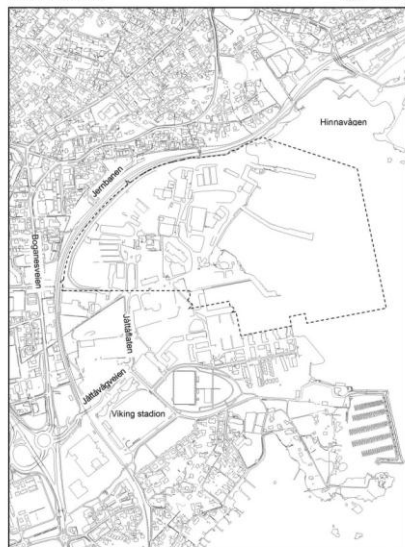 Hinnavågen
Jernbanen
Boganesveien
Jåttåflaten
Jåttåvågveien
Viking stadion